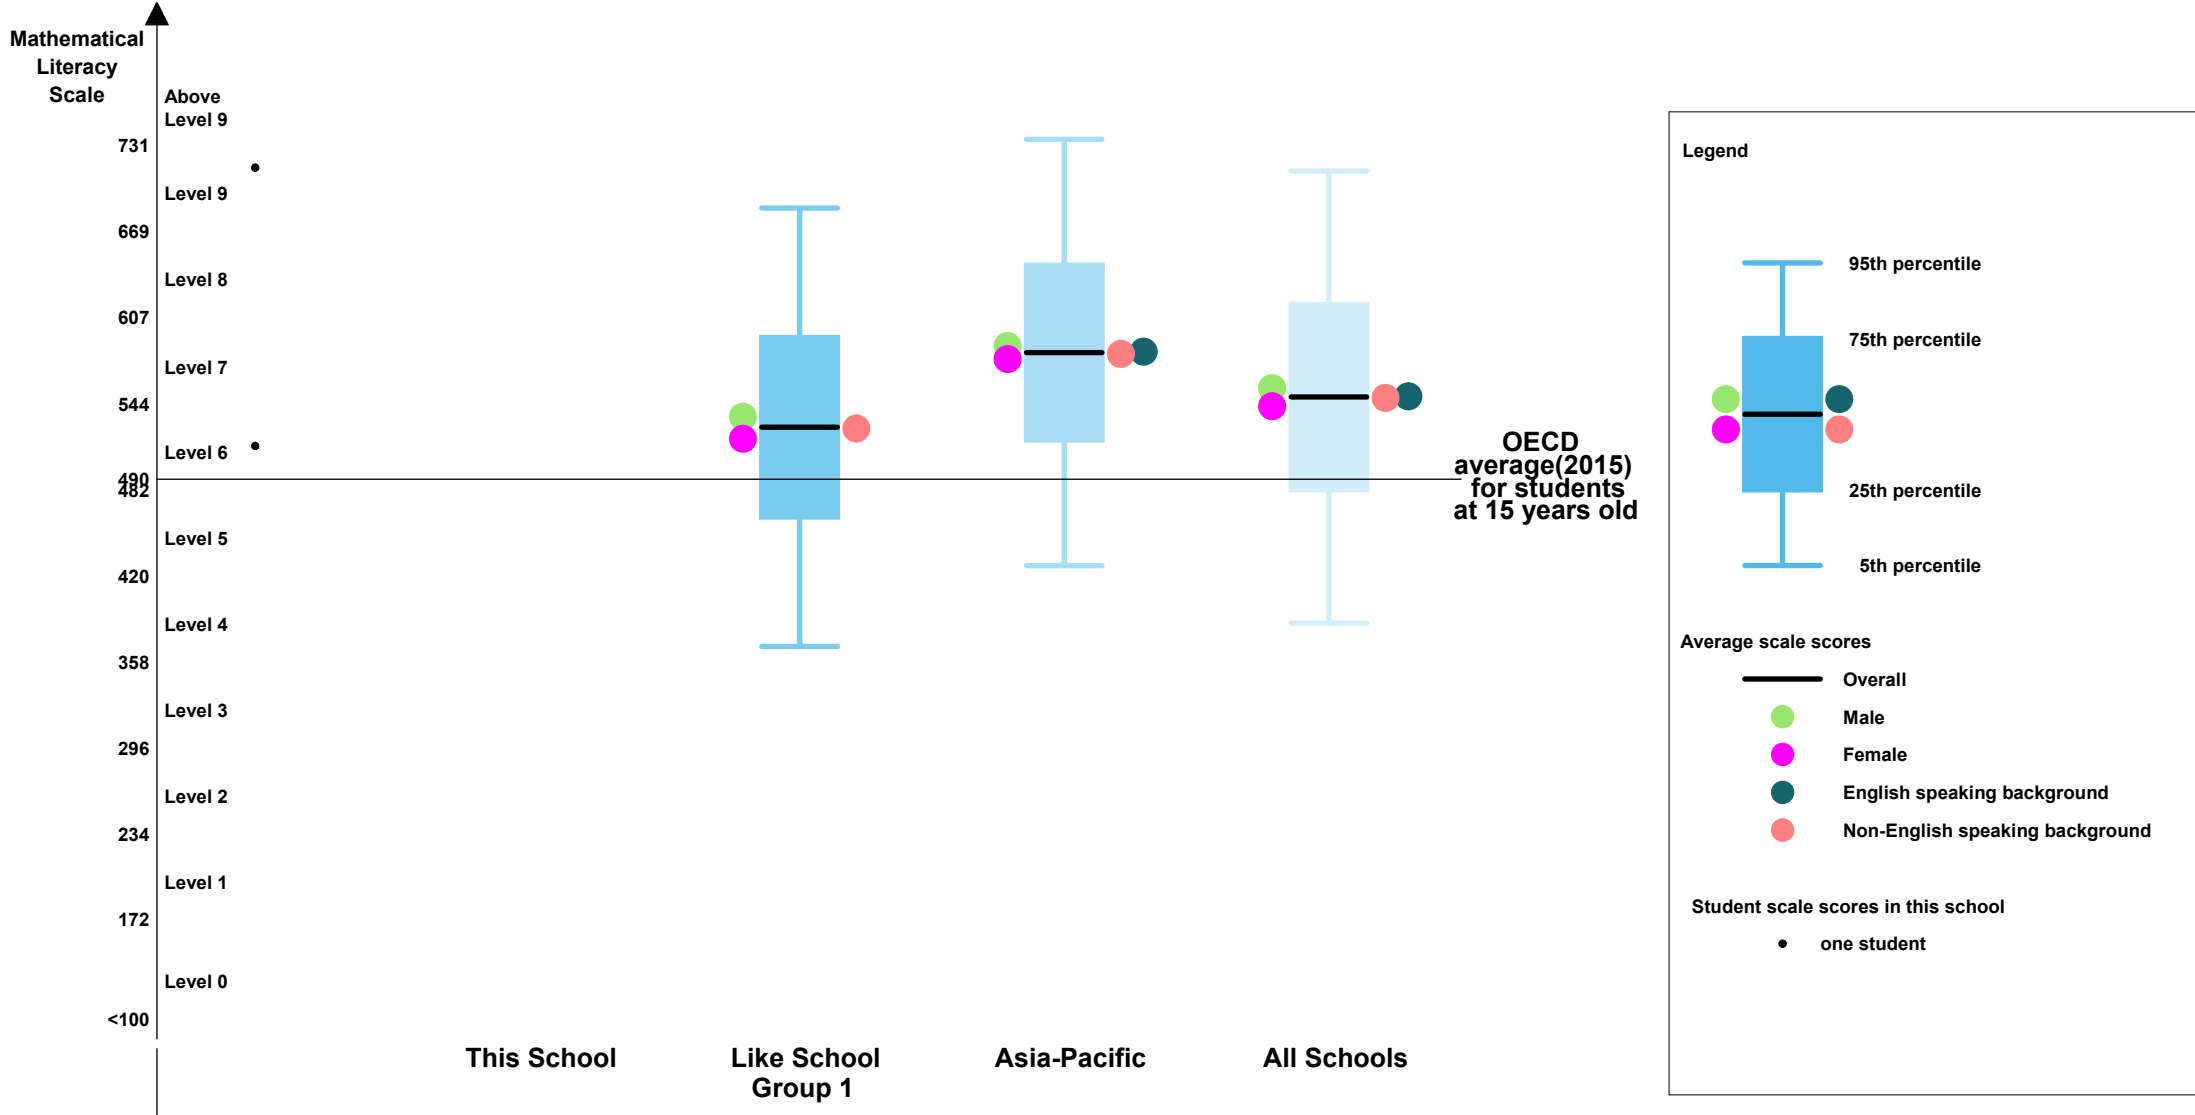 Mathematical
Literacy
Scale
Above
Level 9
731
Level 9
669
Level 8
607
Level 7
544
Level 6
490
482
Level 5
420
Level 4
358
Level 3
296
Level 2
234
Level 1
172
Level 0
<100
OECD
average(2015)
for students
at 15 years old
This School
Like School
Group 1
Asia-Pacific
All Schools
Legend
95th percentile
75th percentile
25th percentile
5th percentile
Average scale scores
Overall
Male
Female
English speaking background
Non-English speaking background
Student scale scores in this school
one student